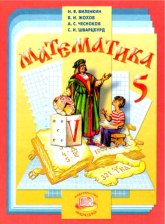 Н. Я. ВИЛЕНКИН
В. И. ЖОХОВ
А. С. ЧЕСНОКОВ
С. И. ШВАРЦБУРД
МАТЕМАТИКА
5
V